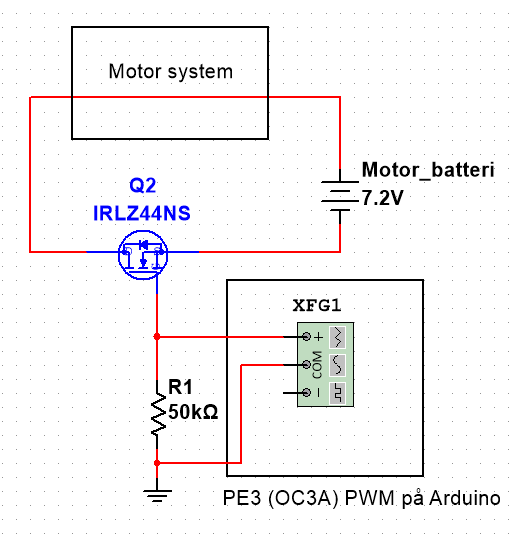 Motor system
Motor_batteri
7.2V
Q2
IRLZ44NS
XFG1
+
COM
−
R1
50kΩ
PE3 (OC3A) PWM på Arduino